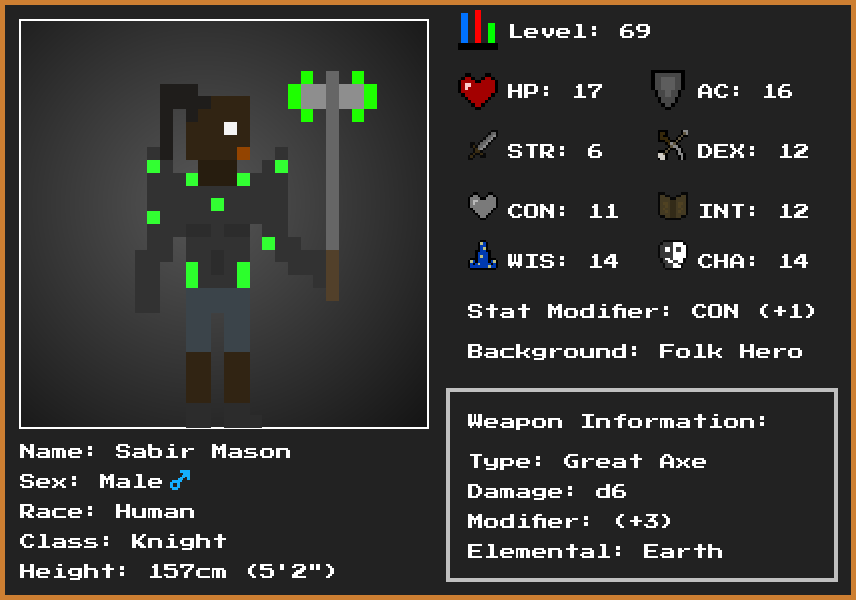 Level: 69
HP: 17 AC: 16
STR: 6 DEX: 12
CON: 11 INT: 12
WIS: 14 CHA: 14
Stat Modifier: CON (+1)
Background: Folk Hero
Weapon Information:
Type: Great Axe
Damage: d6
Modifier: (+3)
Elemental: Earth
Name: Sabir Mason
Sex: Male♂
Race: Human
Class: Knight
Height: 157cm (5'2")